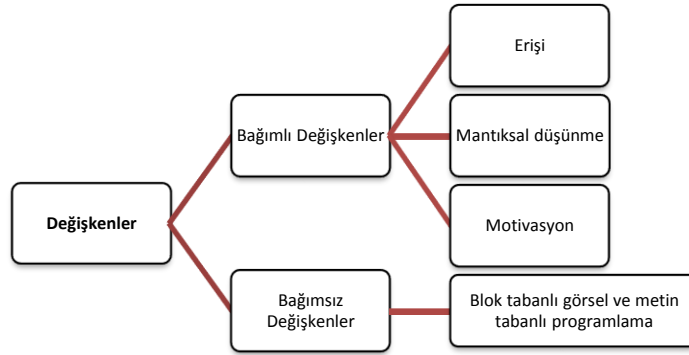 Değişkenler
Bağımlı Değişkenler
Erişi
Mantıksal düşünme
Motivasyon
Bağımsız
Değişkenler
Blok tabanlı görsel ve metin
tabanlı programlama